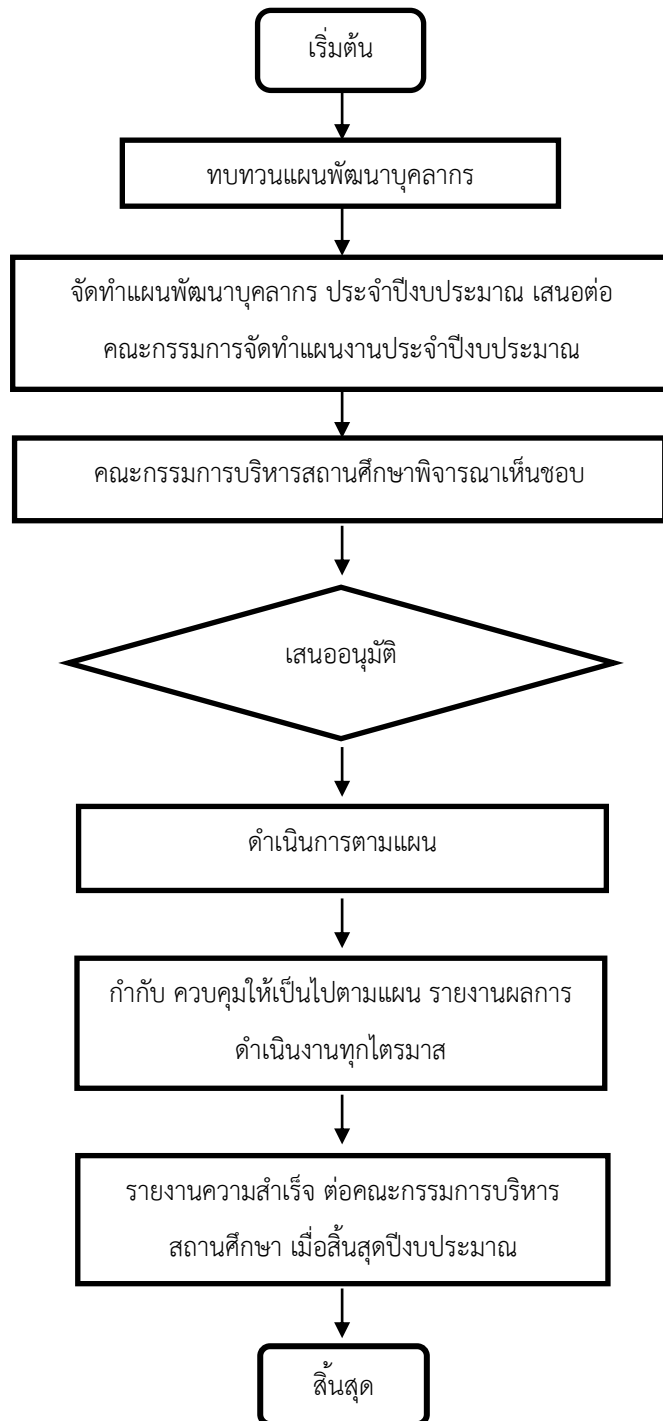 เริ่มต้น
ทบทวนแผนพัฒนาบุคลากร
จัดทำแผนพัฒนาบุคลากร ประจำปีงบประมาณ เสนอต่อ
คณะกรรมการจัดทำแผนงานประจำปีงบประมาณ
คณะกรรมการบริหารสถานศึกษาพิจารณาเห็นชอบ
เสนออนุมัติ
ดำเนินการตามแผน
กำกับ ควบคุมให้เป็นไปตามแผน รายงานผลการ
ดำเนินงานทุกไตรมาส
รายงานความสำเร็จ ต่อคณะกรรมการบริหาร
สถานศึกษา เมื่อสิ้นสุดปีงบประมาณ
สิ้นสุด